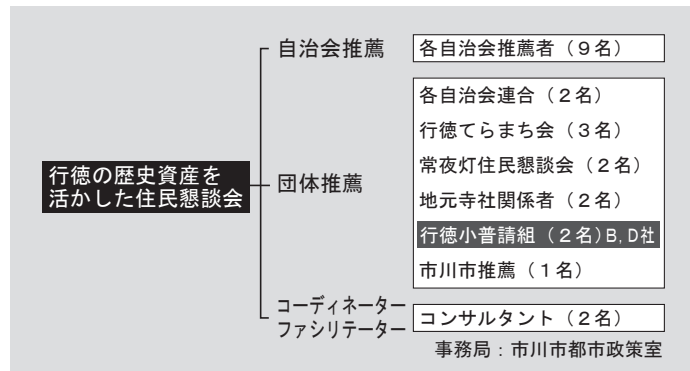 自治会推薦
各自治会推薦者（9名）
各自治会連合（2名）
行徳てらまち会（3名）
行徳の歴史資産を
活かした住民懇談会
団体推薦
常夜灯住民懇談会（2名）
地元寺社関係者（2名）
行徳小普請組（2名）B, D社
市川市推薦（1名）
コーディネーター
ファシリテーター
コンサルタント（2名）
事務局：市川市都市政策室